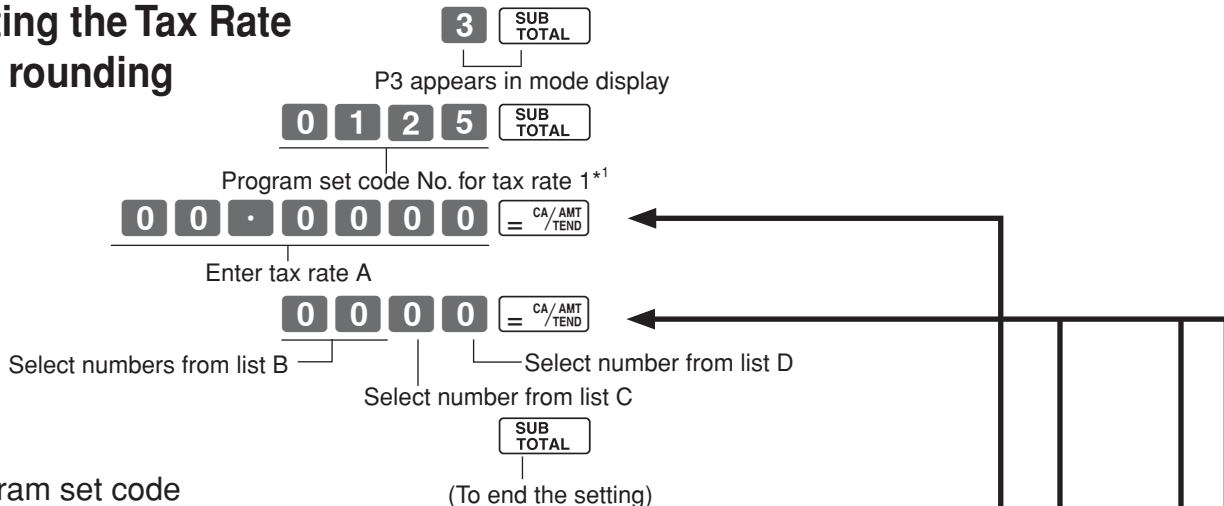 ting the Tax Rate
rounding
3 SUB TOTAL
P3 appears in mode display
0 1 2 5 SUB TOTAL
Program set code No. for tax rate 1*1
0 0 · 0 0 0 0 = CA/AMT TEND
Enter tax rate A
0 0 0 0 = CA/AMT TEND
Select numbers from list B
Select number from list D
Select number from list C
SUB TOTAL
ram set code
(To end the setting)